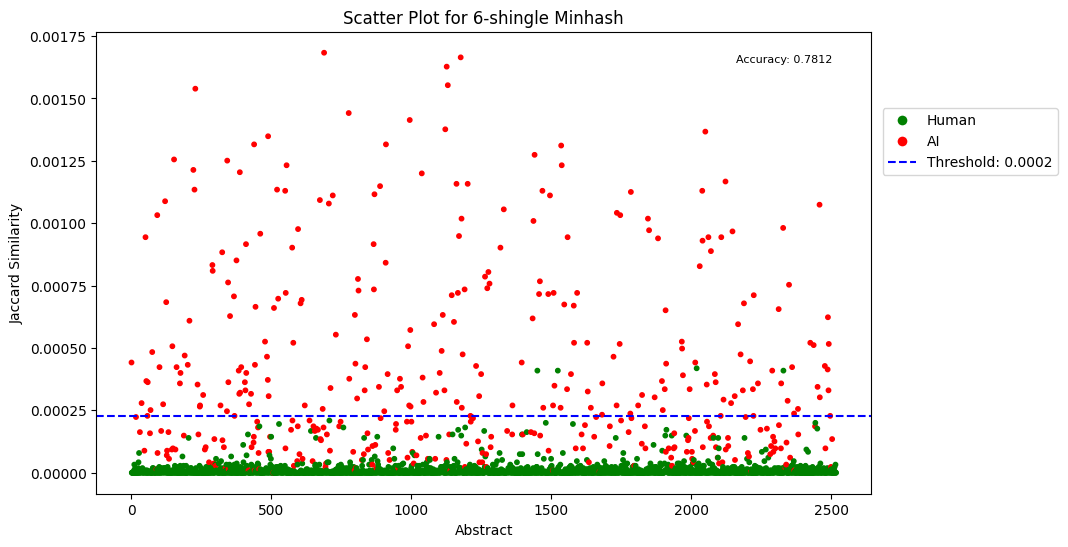 Scatter Plot for 6-shingle Minhash
0.00175
0.00150
0.00125
0.00100
0.00075
0.00050
0.00025
0.00000
Jaccard Similarity
Accuracy: 0.7812
Human
AI
Threshold: 0.0002
0
500
1000
1500
2000
2500
Abstract